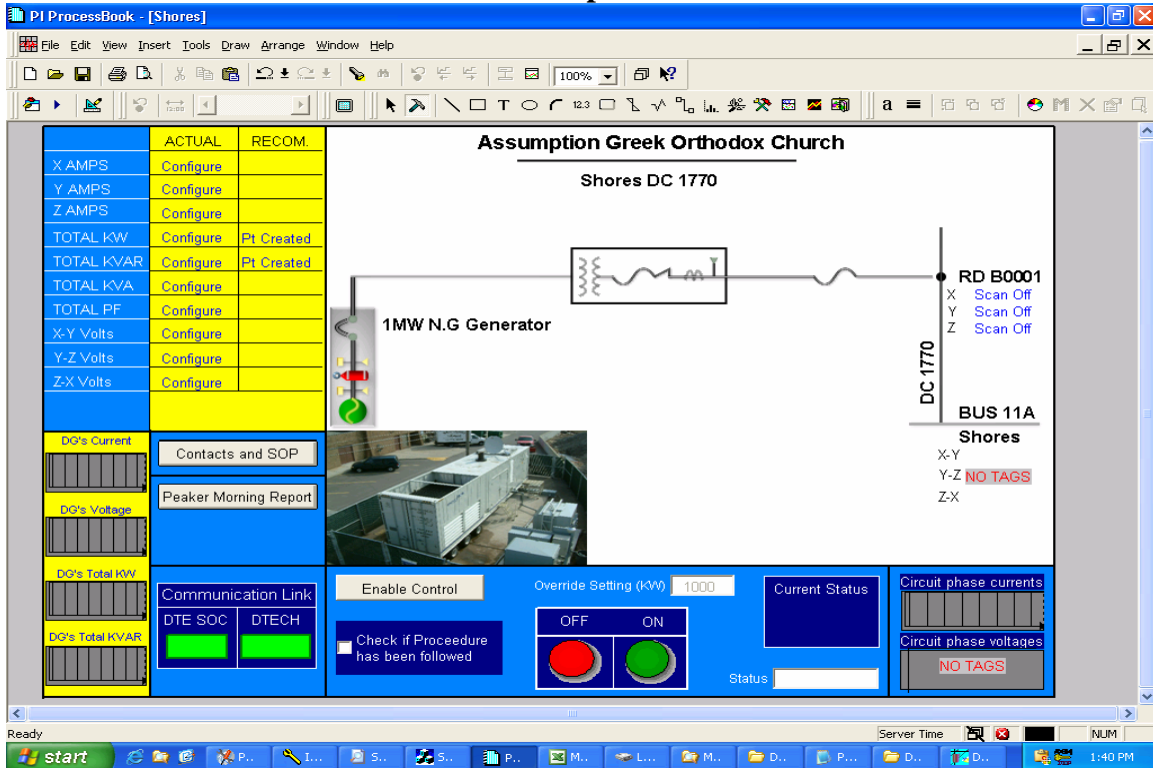 PI ProcessBook - [Shores]
File Edit View Insert Tools Draw Arrange Window Help
100%
ACTUAL RECOM.
X AMPS Configure
Y AMPS Configure
Z AMPS Configure
TOTAL KW Configure Pt Created
TOTAL KVAR Configure Pt Created
TOTAL KVA Configure
TOTAL PF Configure
X-Y Volts Configure
Y-Z Volts Configure
Z-X Volts Configure
Assumption Greek Orthodox Church
Shores DC 1770
1MW N.G Generator
RD B0001
X Scan Off
Y Scan Off
Z Scan Off
DC 1770
BUS 11A
Shores
X-Y
Y-Z NO TAGS
Z-X
DG's Current
DG's Voltage
DG's Total KW
DG's Total KVAR
Contacts and SOP
Peaker Morning Report
Communication Link
DTE SOC DTECH
Enable Control
Override Setting (KW) 1000
Check if Proceedure
has been followed
OFF ON
Current Status
Status
Circuit phase currents
Circuit phase voltages
NO TAGS
Ready
Server Time
NUM
start
P..
I...
S..
S..
P..
M..
L...
M..
D..
P...
D..
D..
1:40 PM